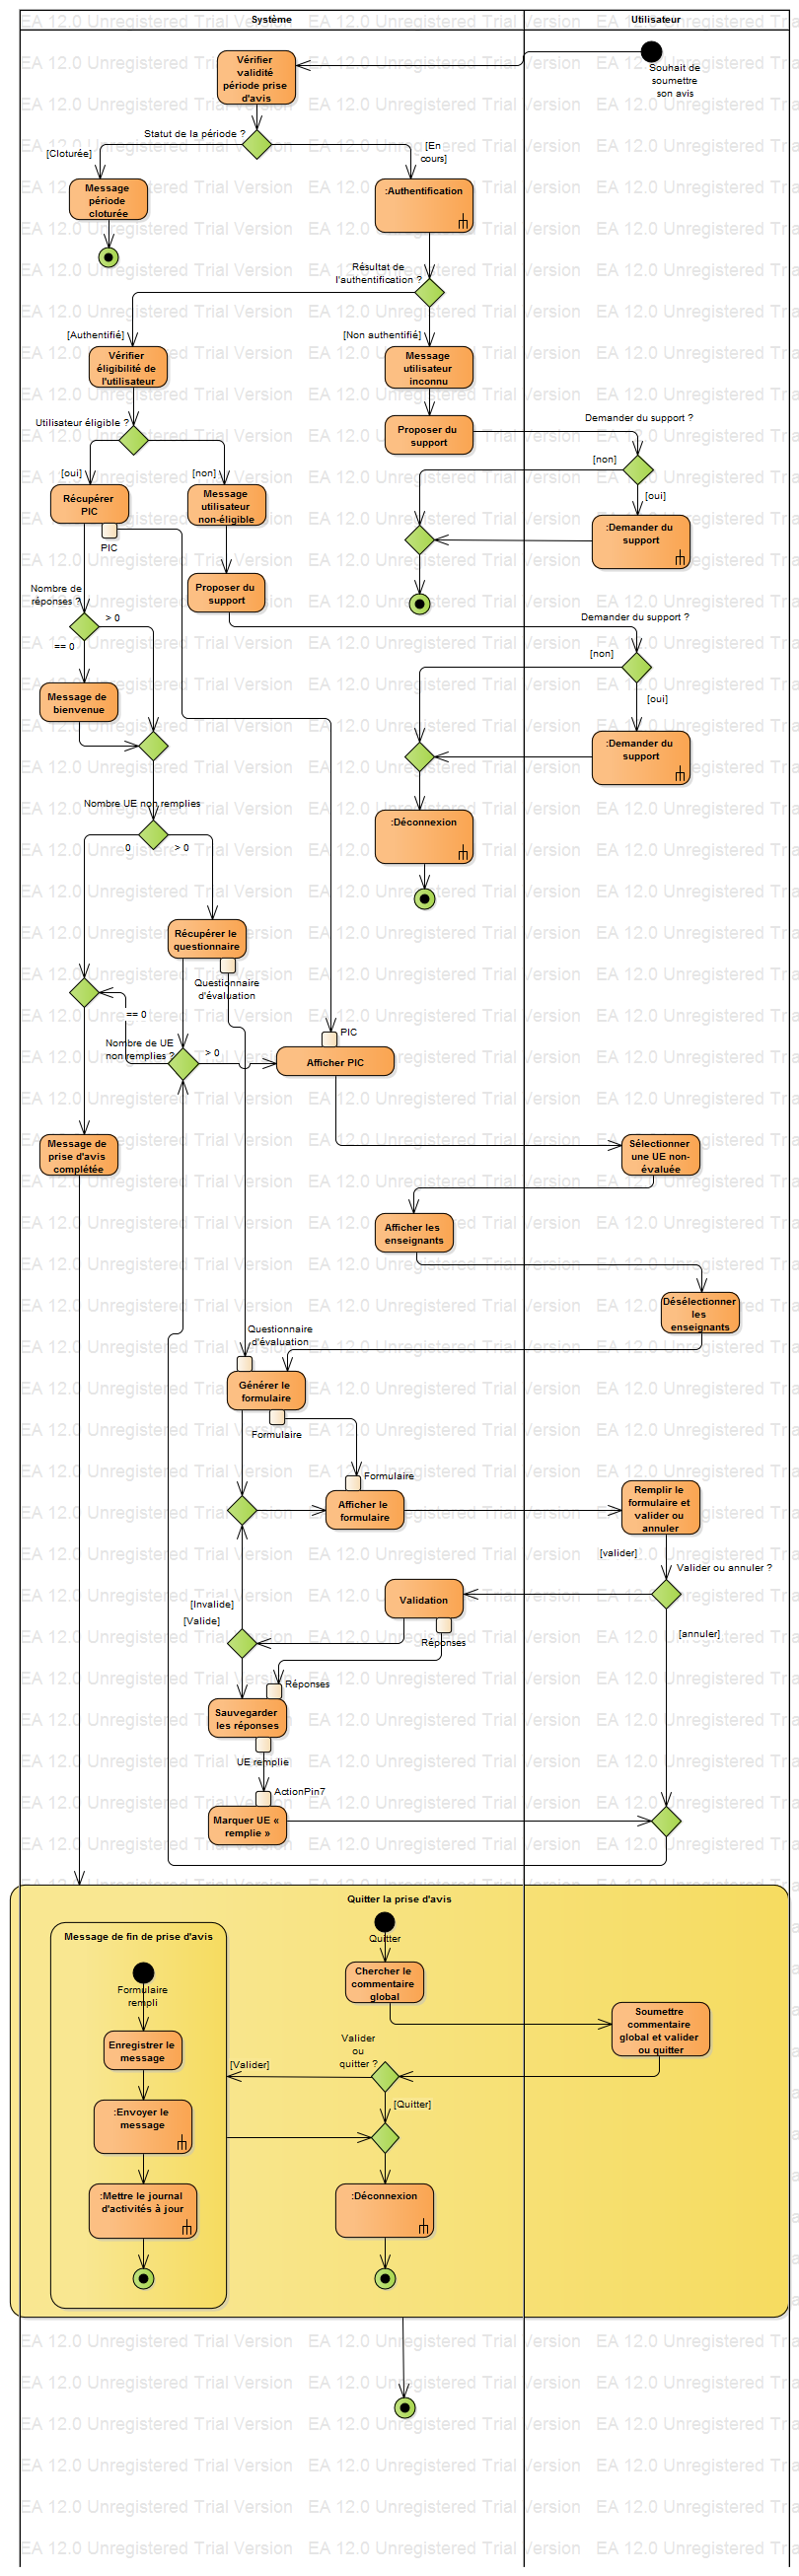 Système
Utilisateur
EA 12.0 Unregistered Trial Version
Vérifier
validité
période prise
d'avis
Souhait de
soumettre
son avis
Statut de la période ?
[Cloturée]
[En
cours]
Message
période
cloturée
:Authentification
Résultat de
l'authentification ?
[Authentifié]
[Non authentifié]
Vérifier
éligibilité de
l'utilisateur
Message
utilisateur
inconnu
Utilisateur éligible ?
Proposer du
support
Demander du support ?
[non]
[oui]
[oui]
[non]
Récupérer
PIC
PIC
Message
utilisateur
non-éligible
:Demander du
support
Nombre de
réponses ?
> 0
== 0
Proposer du
support
Demander du support ?
[non]
[oui]
Message de
bienvenue
:Demander du
support
Nombre UE non remplies
0
> 0
:Déconnexion
Récupérer le
questionnaire
Questionnaire
d'évaluation
== 0
Nombre de UE
non remplies ?
> 0
PIC
Afficher PIC
Message de
prise d'avis
complétée
Sélectionner
une UE non-
évaluée
Afficher les
enseignants
Désélectionner
les
enseignants
Questionnaire
d'évaluation
Générer le
formulaire
Formulaire
Formulaire
Afficher le
formulaire
Remplir le
formulaire et
valider ou
annuler
[valider]
Valider ou annuler ?
Validation
[Invalide]
[Valide]
[annuler]
Réponses
Réponses
Sauvegarder
les réponses
UE remplie
ActionPin7
Marquer UE «
remplie »
Quitter la prise d'avis
Message de fin de prise d'avis
Quitter
Formulaire
rempli
Chercher le
commentaire
global
Soumettre
commentaire
global et valider
ou quitter
Enregistrer le
message
Valider
ou
quitter ?
[Valider]
[Quitter]
:Envoyer le
message
:Mettre le journal
d'activités à jour
:Déconnexion